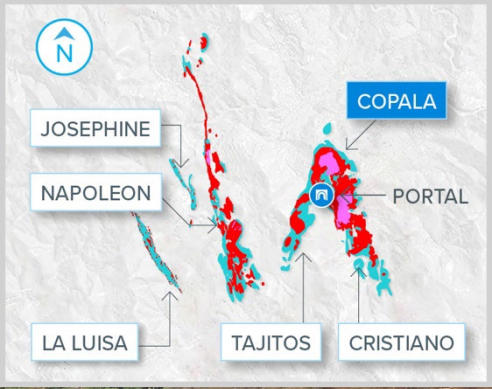 N
COPALA
JOSEPHINE
NAPOLEON
PORTAL
LA LUISA
TAJITOS
CRISTIANO